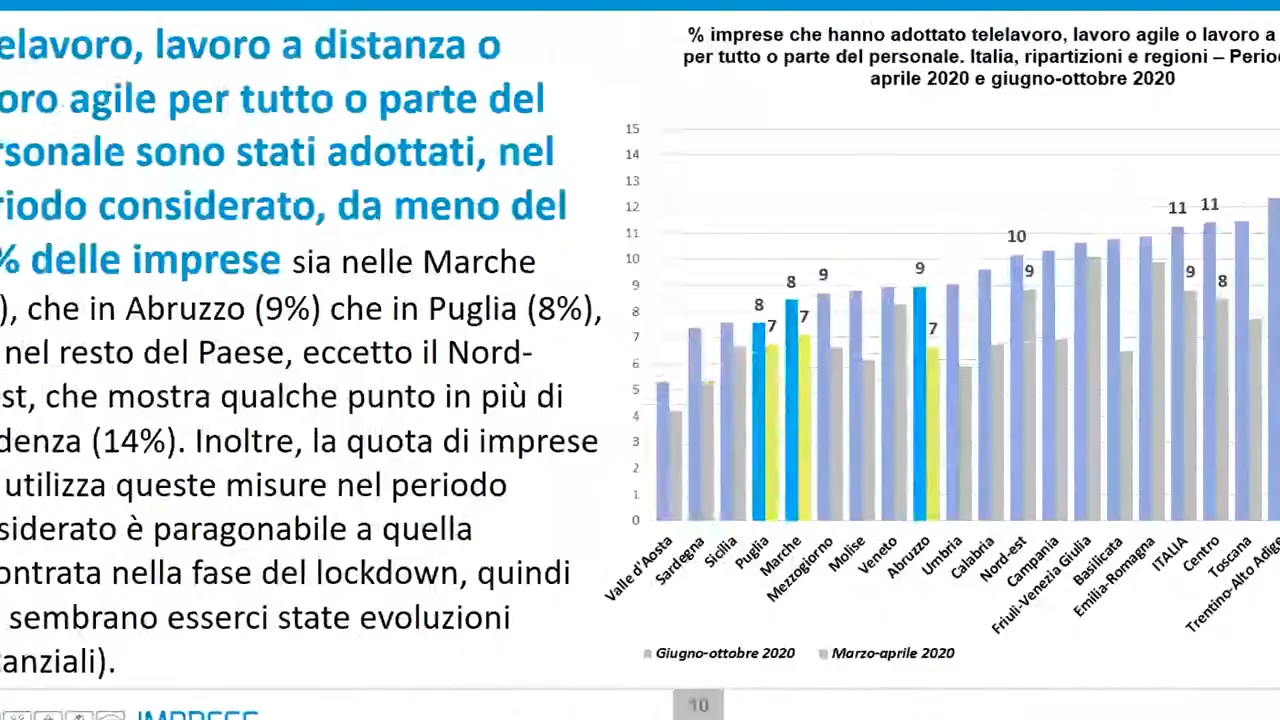 elavoro, lavoro a distanza o
oro agile per tutto o parte del
rsonale sono stati adottati, nel
riodo considerato, da meno del
% delle imprese sia nelle Marche
), che in Abruzzo (9%) che in Puglia (8%),
nel resto del Paese, eccetto il Nord-
st, che mostra qualche punto in più di
denza (14%). Inoltre, la quota di imprese
utilizza queste misure nel periodo
siderato è paragonabile a quella
ontrata nella fase del lockdown, quindi
sembrano esserci state evoluzioni
anziali).
% imprese che hanno adottato telelavoro, lavoro agile o lavoro a
per tutto o parte del personale. Italia, ripartizioni e regioni – Perio
aprile 2020 e giugno-ottobre 2020
15
14
13
12
11
10
9
8
7
6
5
4
3
2
1
0
8
7
8
7
9
9
7
10
9
11
9
11
8
Valle d'Aosta
Sardegna
Sicilia
Puglia
Marche
Mezzogiorno
Molise
Veneto
Abruzzo
Umbria
Calabria
Nord-est
Campania
Friuli-Venezia Giulia
Basilicata
Emilia-Romagna
ITALIA
Centro
Toscana
Trentino-Alto Adige
Giugno-ottobre 2020
Marzo-aprile 2020
10
IMPRESE